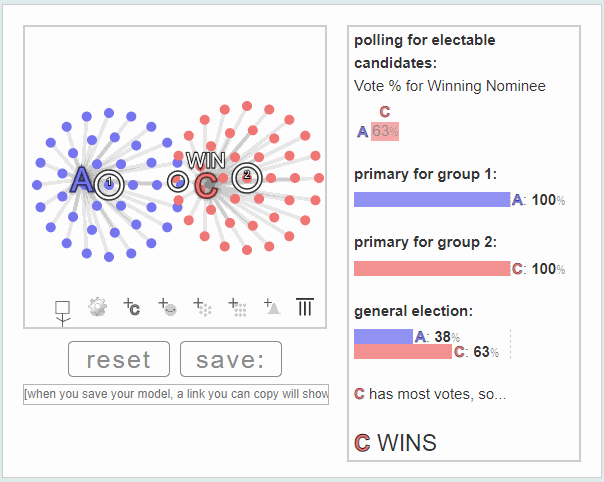 polling for electable
candidates:
Vote % for Winning Nominee
C
A 63%
primary for group 1:
A: 100%
primary for group 2:
C: 100%
general election:
A: 38%
C: 63%
C has most votes, so...
C WINS
WIN
A 1 C 2
+C + + + +
reset save:
[when you save your model, a link you can copy will show